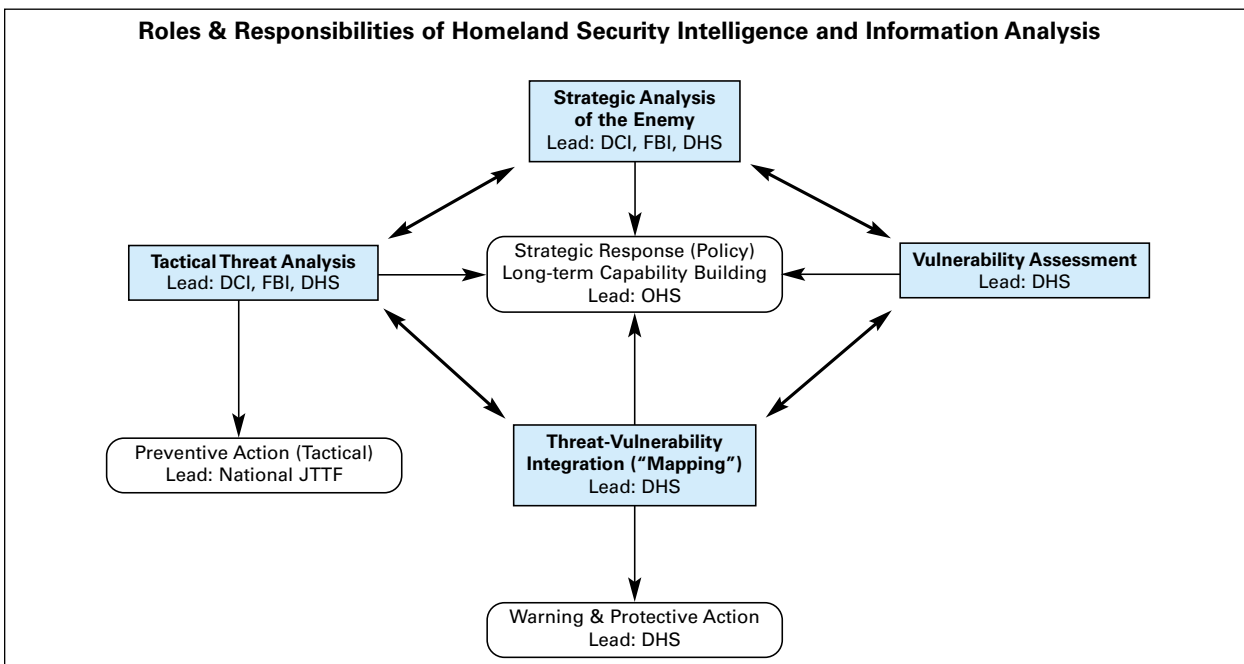 Roles & Responsibilities of Homeland Security Intelligence and Information Analysis
Strategic Analysis
of the Enemy
Lead: DCI, FBI, DHS
Tactical Threat Analysis
Lead: DCI, FBI, DHS
Strategic Response (Policy)
Long-term Capability Building
Lead: OHS
Vulnerability Assessment
Lead: DHS
Preventive Action (Tactical)
Lead: National JTTF
Threat-Vulnerability
Integration (“Mapping”)
Lead: DHS
Warning & Protective Action
Lead: DHS